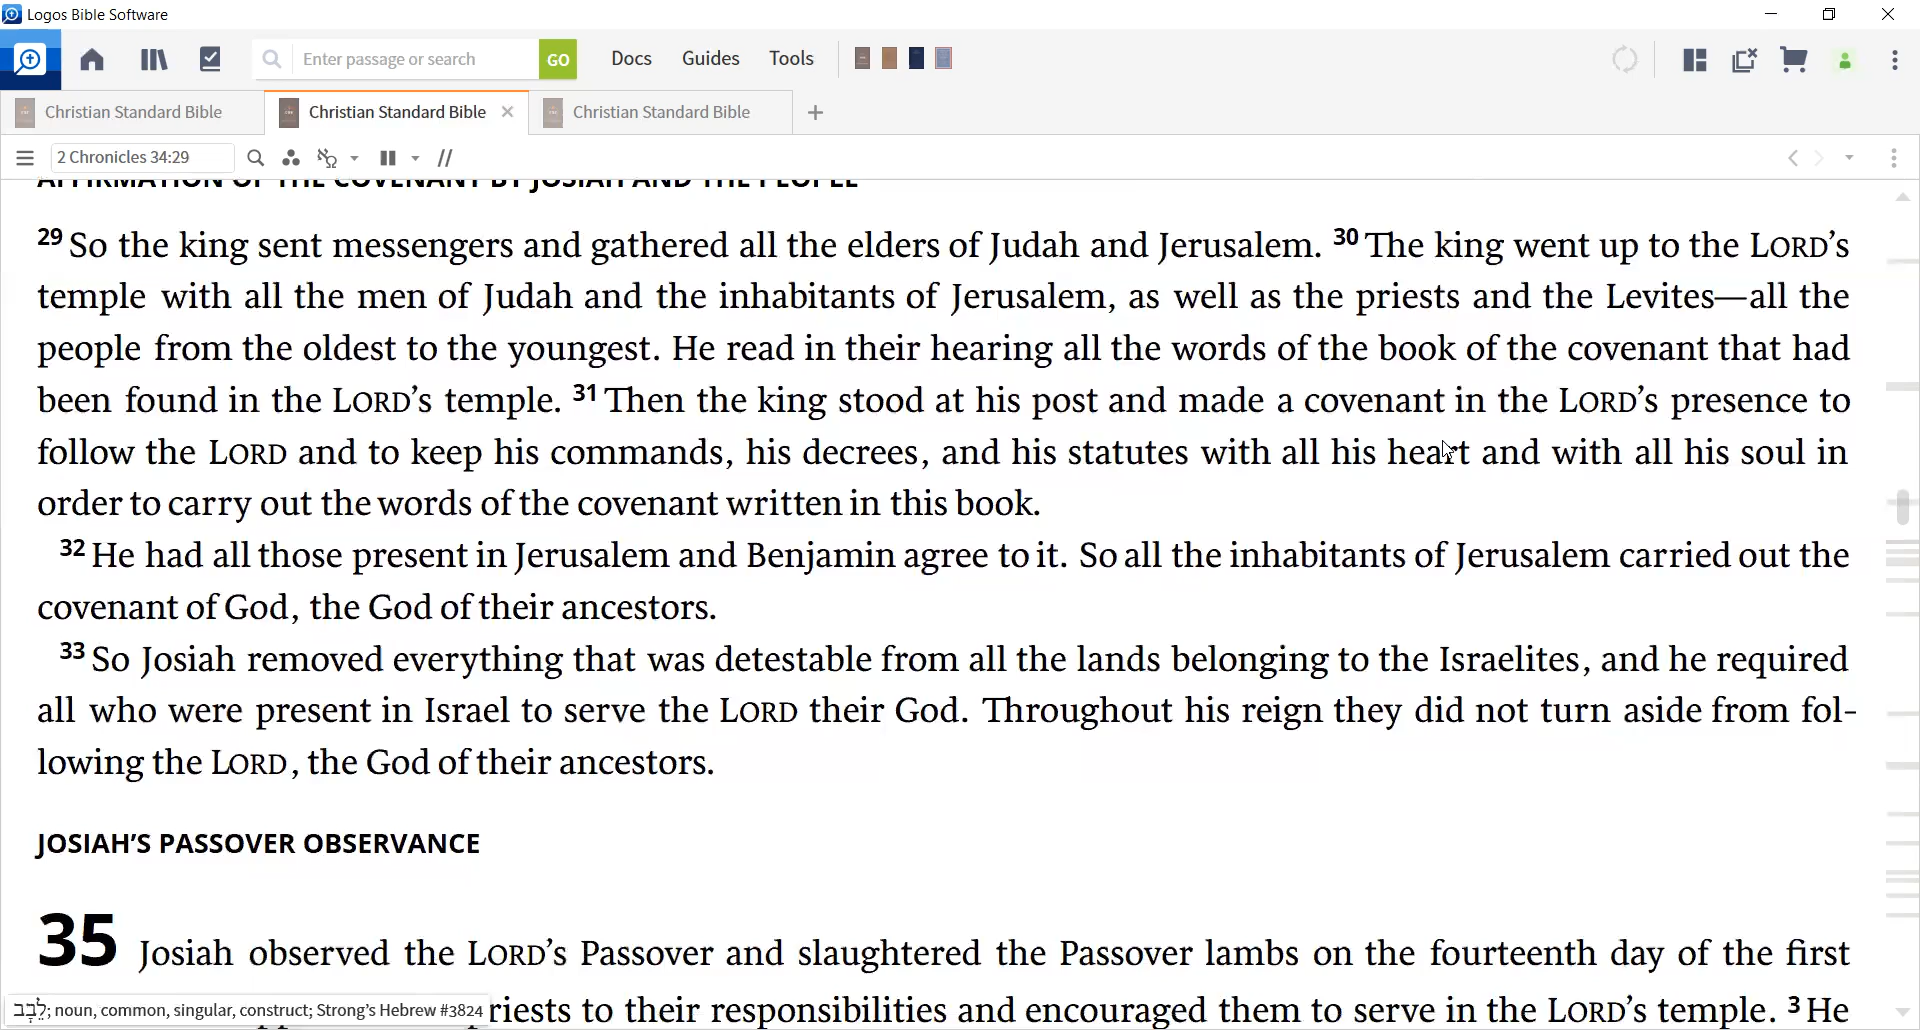 Logos Bible Software
Enter passage or search
GO
Docs
Guides
Tools
Christian Standard Bible
Christian Standard Bible
Christian Standard Bible
2 Chronicles 34:29
AFFIRMATION OF THE COVENANT BY JOSIAH AND THE PEOPLE
29 So the king sent messengers and gathered all the elders of Judah and Jerusalem. 30 The king went up to the LORD’s
temple with all the men of Judah and the inhabitants of Jerusalem, as well as the priests and the Levites—all the
people from the oldest to the youngest. He read in their hearing all the words of the book of the covenant that had
been found in the LORD’s temple. 31 Then the king stood at his post and made a covenant in the LORD’s presence to
follow the LORD and to keep his commands, his decrees, and his statutes with all his heart and with all his soul in
order to carry out the words of the covenant written in this book.
32 He had all those present in Jerusalem and Benjamin agree to it. So all the inhabitants of Jerusalem carried out the
covenant of God, the God of their ancestors.
33 So Josiah removed everything that was detestable from all the lands belonging to the Israelites, and he required
all who were present in Israel to serve the LORD their God. Throughout his reign they did not turn aside from fol-
lowing the LORD, the God of their ancestors.
JOSIAH’S PASSOVER OBSERVANCE
35 Josiah observed the LORD’s Passover and slaughtered the Passover lambs on the fourteenth day of the first
לֵבָב; noun, common, singular, construct; Strong’s Hebrew #3824
riests to their responsibilities and encouraged them to serve in the LORD’s temple. 3 He